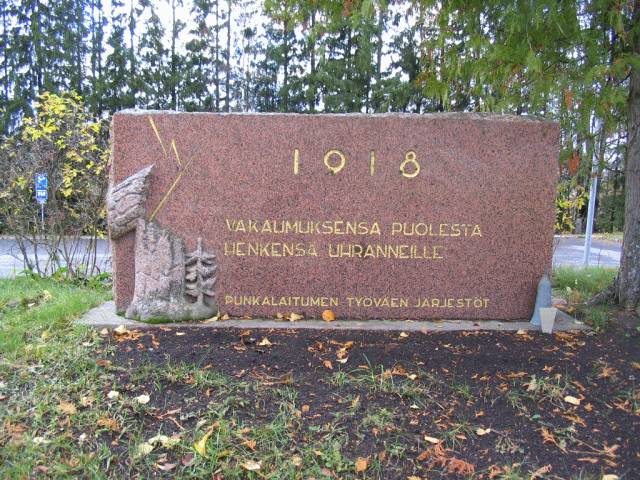 1918
VAKAUMUKSENSA PUOLESTA
HENKENSÄ UHRANNEILLE
PUNKALAITUMEN TYÖVÄEN JÄRJESTÖT